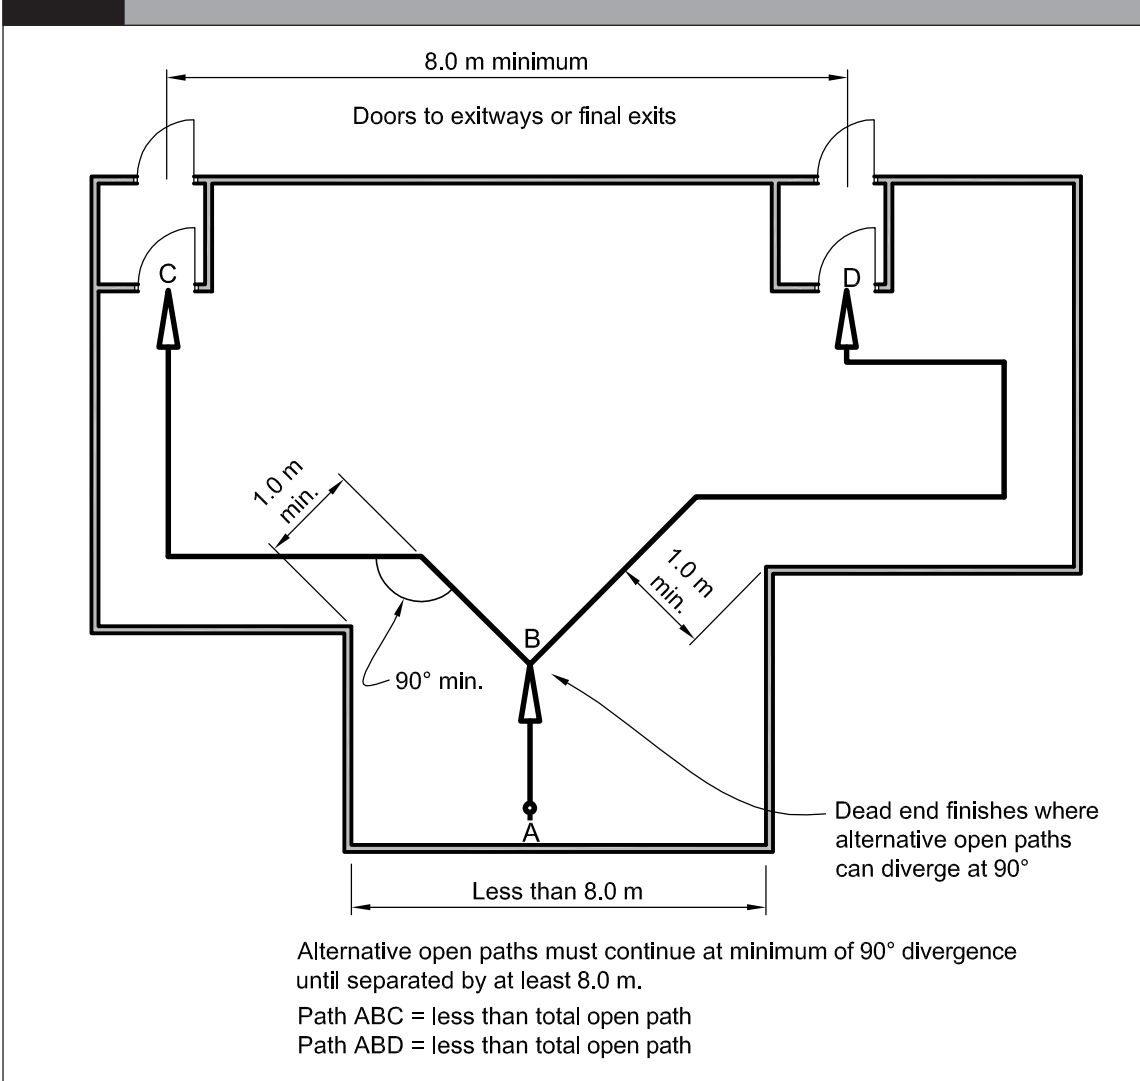 8.0 m minimum
Doors to exitways or final exits
C
D
1.0 m
min.
1.0 m
min.
B
90° min.
A
Dead end finishes where
alternative open paths
can diverge at 90°
Less than 8.0 m
Alternative open paths must continue at minimum of 90° divergence
until separated by at least 8.0 m.
Path ABC = less than total open path
Path ABD = less than total open path